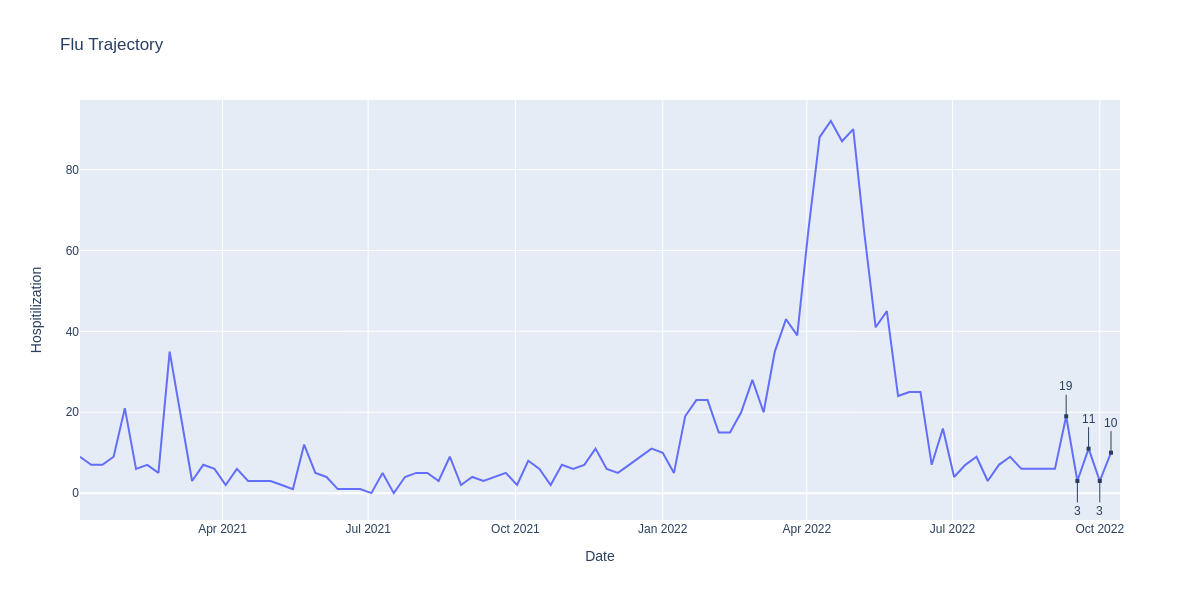 Flu Trajectory
Hospitilization
80
60
40
20
0
19
11
10
3
3
Apr 2021
Jul 2021
Oct 2021
Jan 2022
Apr 2022
Jul 2022
Oct 2022
Date